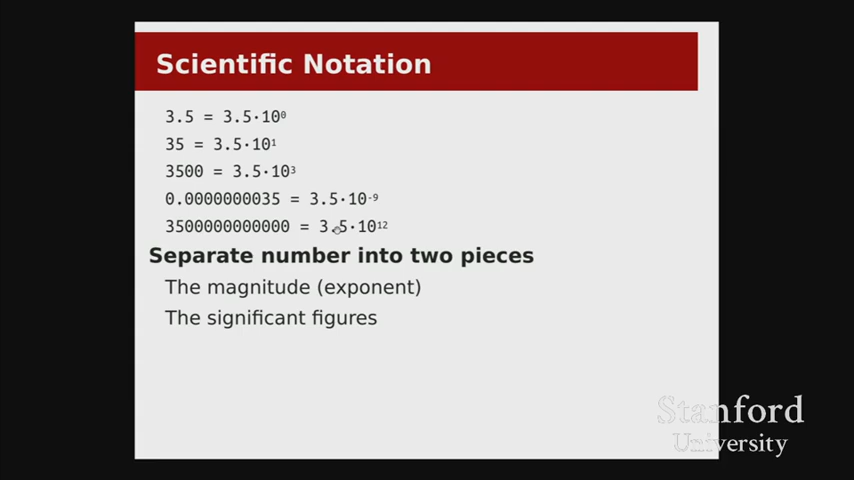 Scientific Notation
3.5 = 3.5·10⁰
35 = 3.5·10¹
3500 = 3.5·10³
0.0000000035 = 3.5·10⁻⁹
3500000000000 = 3.5·10¹²
Separate number into two pieces
The magnitude (exponent)
The significant figures
Stanford
University